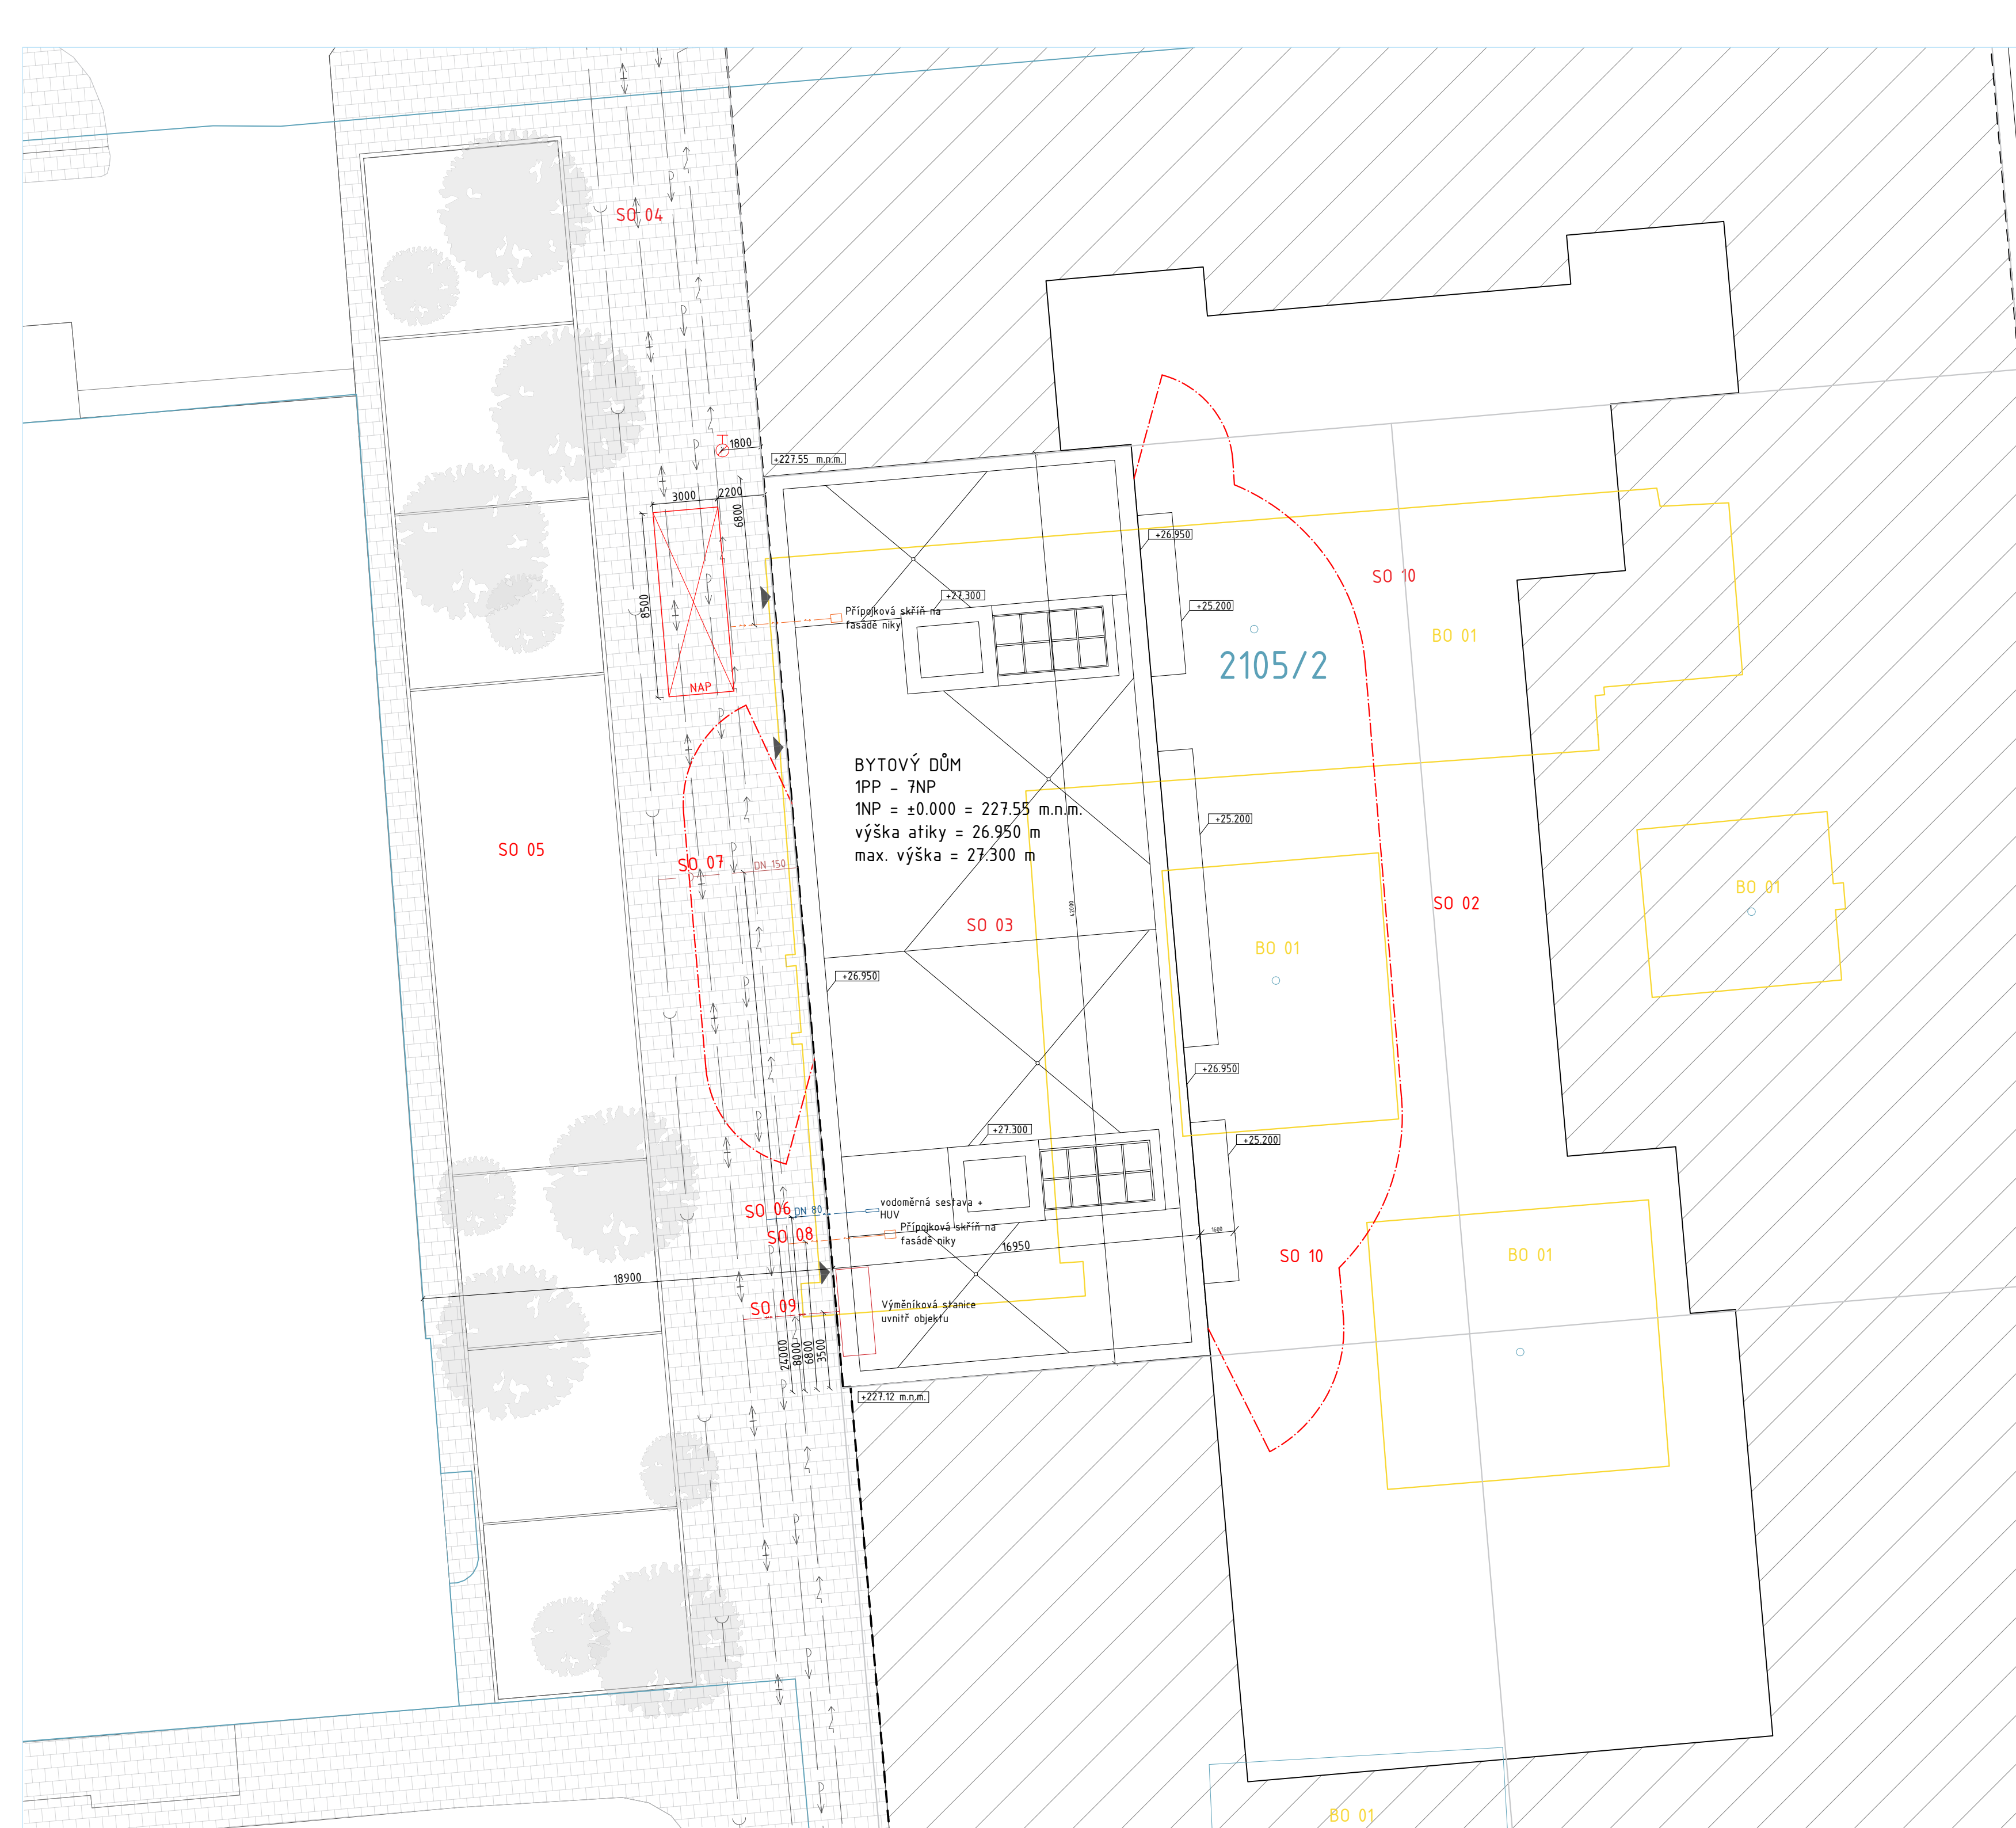 SO 04
1800
+227.55 m.n.m.
3000
2200
6800
+26.950
SO 10
8500
+27.300
+25.200
Přípojková skříň na
fasádě niky
BO 01
2105/2
NAP
BYTOVÝ DŮM
1PP - 7NP
1NP = ±0.000 = 227.55 m.n.m.
výška atiky = 26.950 m
max. výška = 27.300 m
+25.200
SO 05
SO 07
DN 150
BO 01
SO 02
42000
SO 03
BO 01
+26.950
+26.950
+27.300
+25.200
vodoměrná sestava +
HUV
SO 06
DN 80
Přípojková skříň na
fasádě niky
SO 08
1600
16950
SO 10
BO 01
18900
SO 09
Výměníková stanice
uvnitř objektu
24000
8000
6800
3500
+227.12 m.n.m.
BO 01